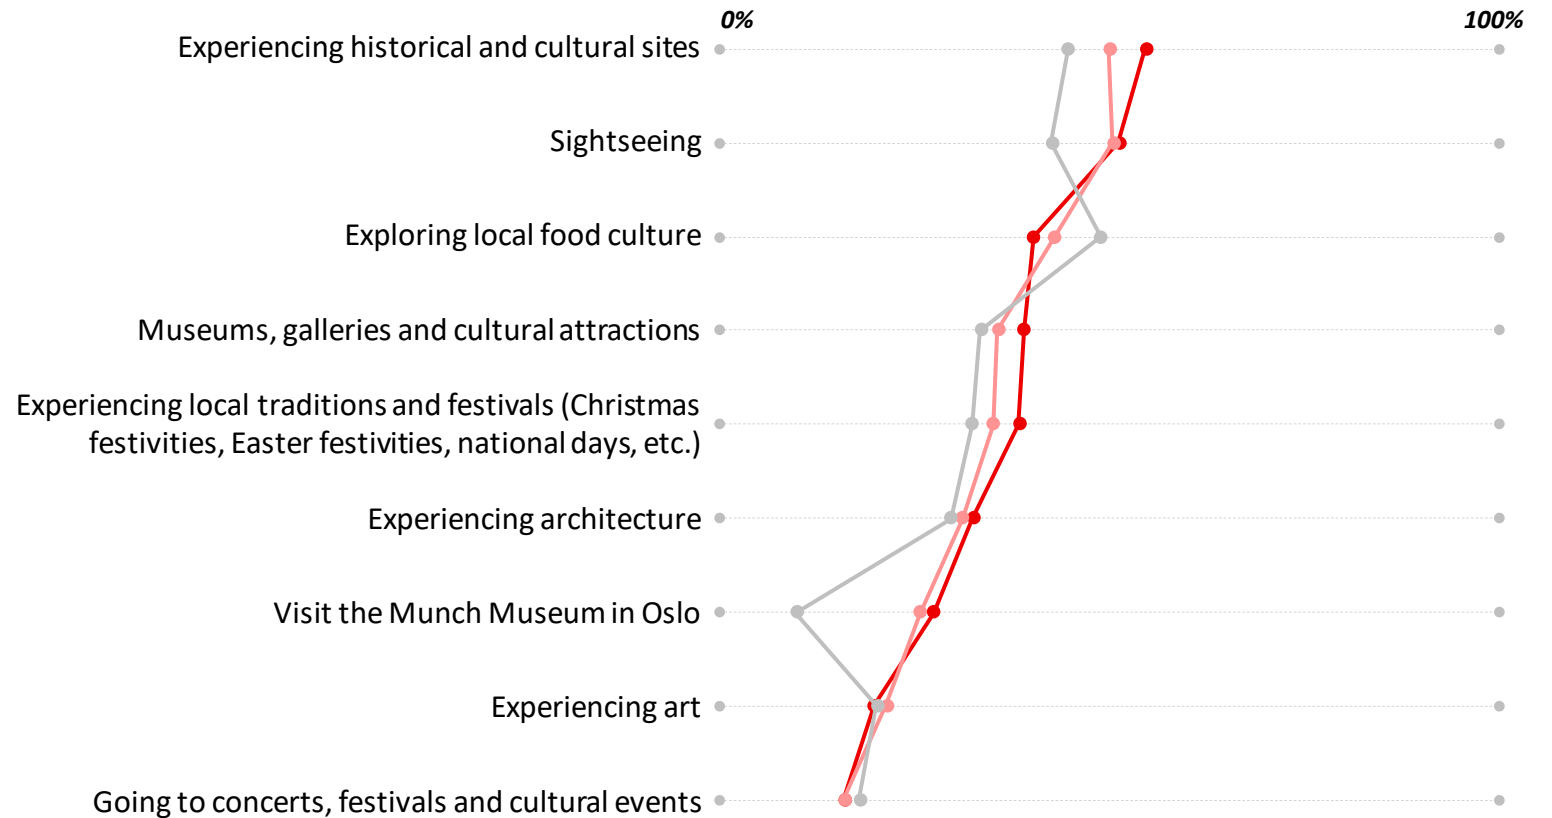 0% 100%
Experiencing historical and cultural sites
Sightseeing
Exploring local food culture
Museums, galleries and cultural attractions
Experiencing local traditions and festivals (Christmas
festivities, Easter festivities, national days, etc.)
Experiencing architecture
Visit the Munch Museum in Oslo
Experiencing art
Going to concerts, festivals and cultural events